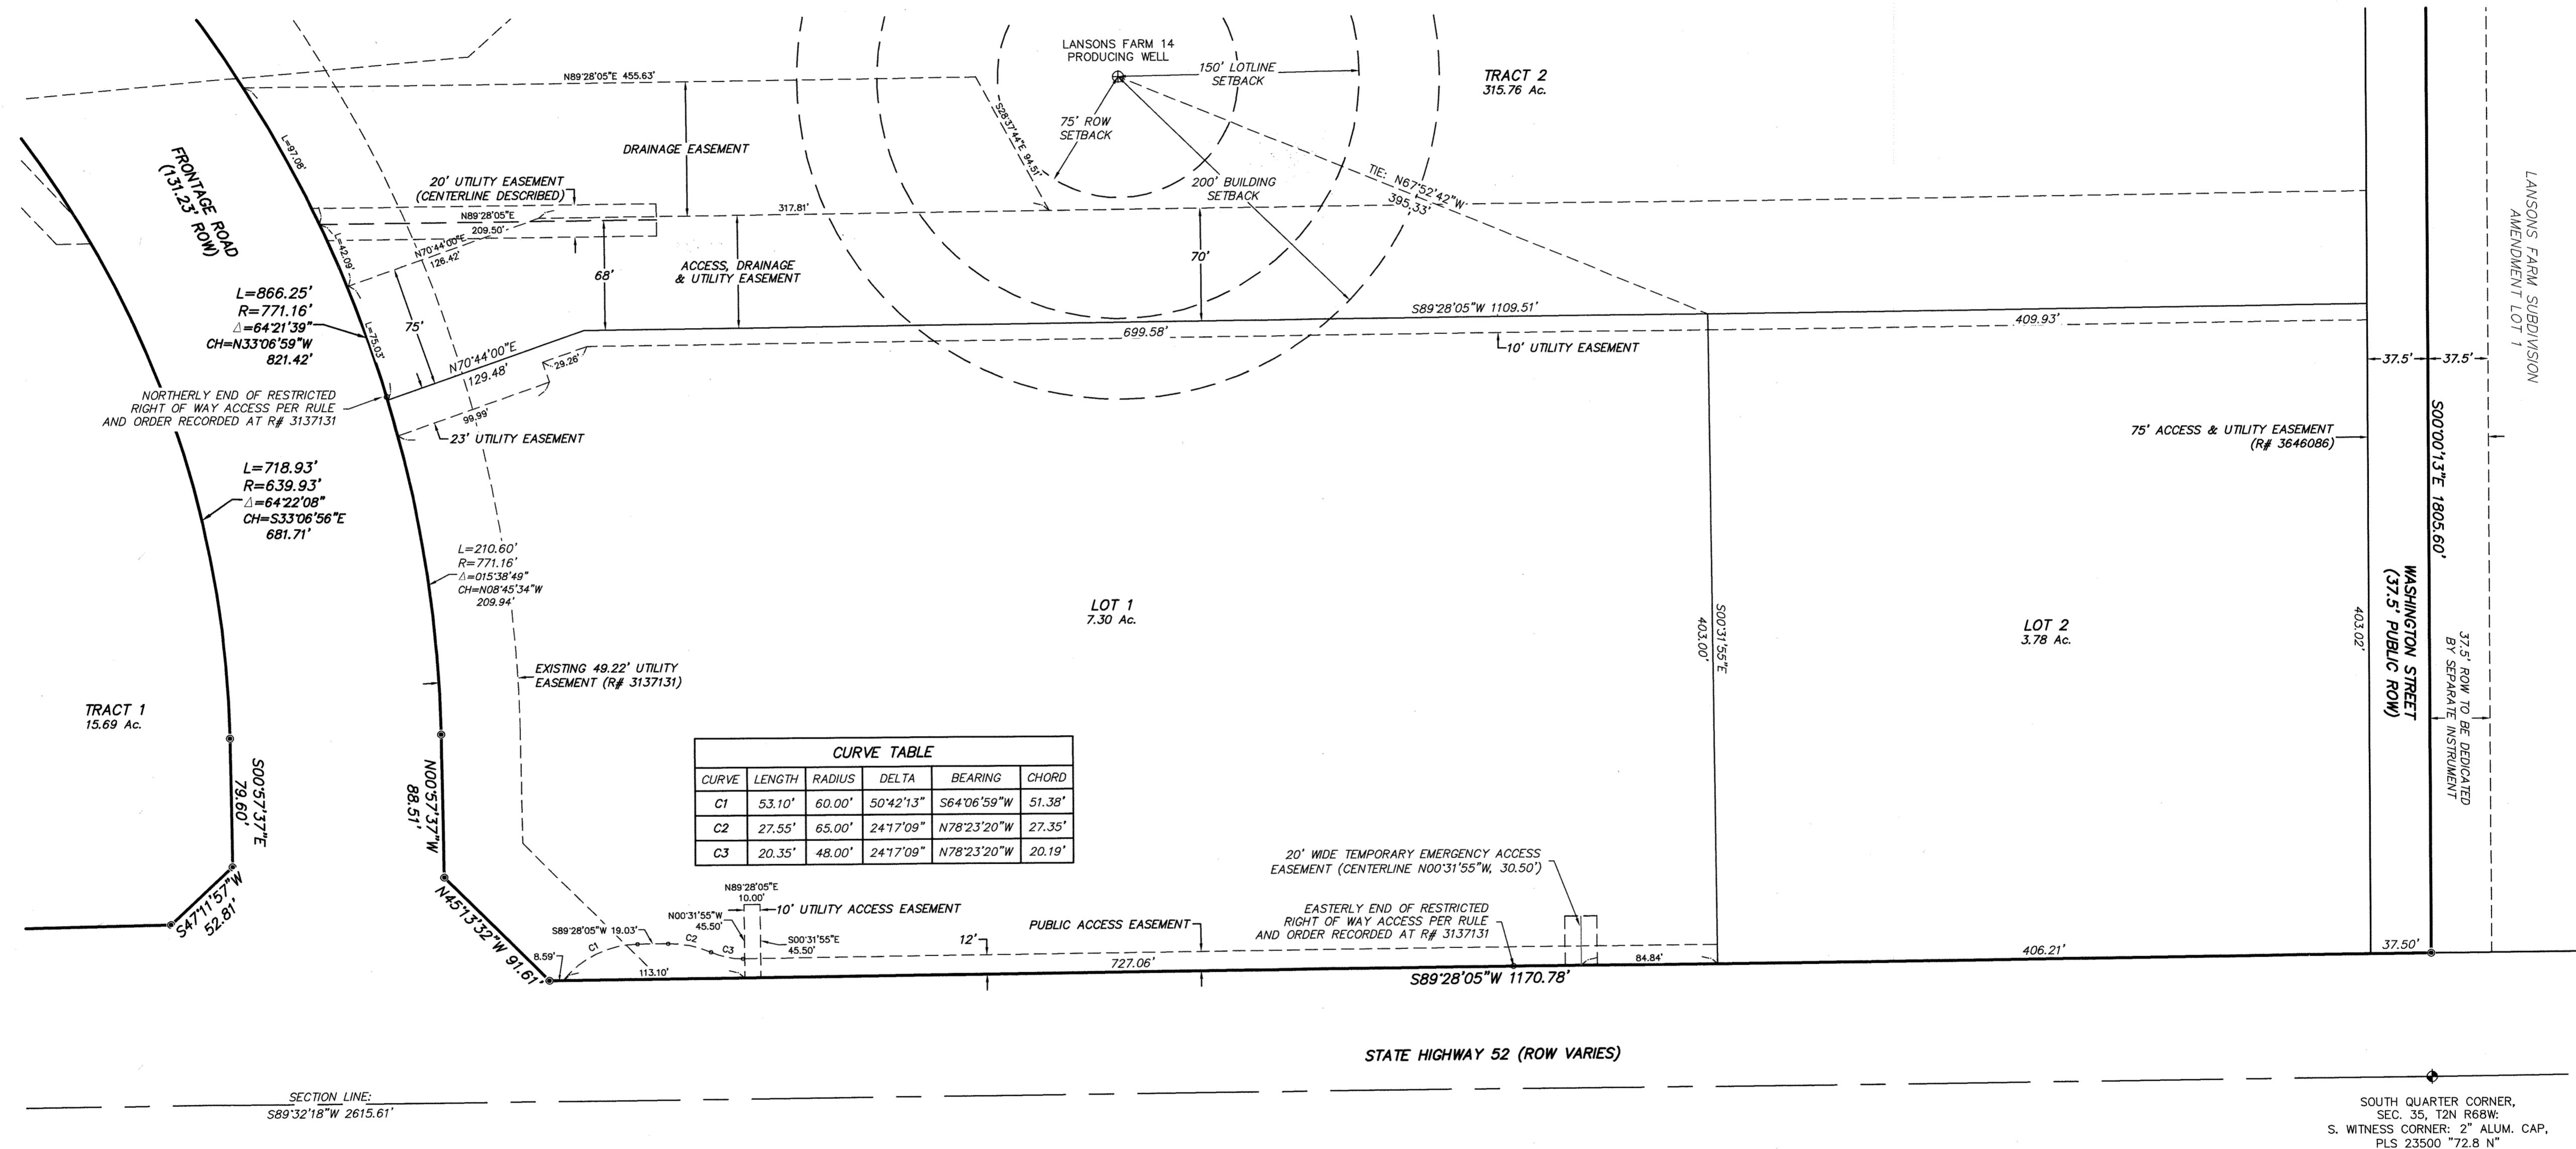 LANSONS FARM 14
PRODUCING WELL
150' LOTLINE
SETBACK
75' ROW
SETBACK
200' BUILDING
SETBACK
TRACT 2
315.76 Ac.
N89°28'05"E 455.63'
S28°37'44"E 94.51'
DRAINAGE EASEMENT
L=97.08'
FRONTAGE ROAD
(131.23' ROW)
20' UTILITY EASEMENT
(CENTERLINE DESCRIBED)
N89°28'05"E
209.50'
317.81'
TIE: N67°52'42"W
395.33'
L=42.09'
N70°44'00"E
126.42'
68'
ACCESS, DRAINAGE
& UTILITY EASEMENT
70'
LANSONS FARM SUBDIVISION
AMENDMENT LOT 1
L=866.25'
R=771.16'
Δ=64°21'39"
CH=N33°06'59"W
821.42'
75'
L=75.03'
S89°28'05"W 1109.51'
699.58'
409.93'
10' UTILITY EASEMENT
N70°44'00"E
129.48'
29.26'
37.5'
37.5'
NORTHERLY END OF RESTRICTED
RIGHT OF WAY ACCESS PER RULE
AND ORDER RECORDED AT R# 3137131
99.99'
23' UTILITY EASEMENT
75' ACCESS & UTILITY EASEMENT
(R# 3646086)
S00°00'13"E 1805.60'
L=718.93'
R=639.93'
Δ=64°22'08"
CH=S33°06'56"E
681.71'
L=210.60'
R=771.16'
Δ=015°38'49"
CH=N08°45'34"W
209.94'
LOT 1
7.30 Ac.
S00°31'55"E
403.00'
LOT 2
3.78 Ac.
403.02'
WASHINGTON STREET
(37.5' PUBLIC ROW)
37.5' ROW TO BE DEDICATED
BY SEPARATE INSTRUMENT
EXISTING 49.22' UTILITY
EASEMENT (R# 3137131)
TRACT 1
15.69 Ac.
S00°57'37"E
79.60'
N00°57'37"W
88.51'
CURVE TABLE
CURVE LENGTH RADIUS DELTA BEARING CHORD
C1 53.10' 60.00' 50°42'13" S64°06'59"W 51.38'
C2 27.55' 65.00' 24°17'09" N78°23'20"W 27.35'
C3 20.35' 48.00' 24°17'09" N78°23'20"W 20.19'
S47°11'57"W
52.81'
N45°13'32"W 91.61'
N89°28'05"E
10.00'
10' UTILITY ACCESS EASEMENT
N00°31'55"W
45.50'
S89°28'05"W 19.03'
S00°31'55"E
45.50'
C1
C2
C3
8.59'
113.10'
12'
PUBLIC ACCESS EASEMENT
20' WIDE TEMPORARY EMERGENCY ACCESS
EASEMENT (CENTERLINE N00°31'55"W, 30.50')
EASTERLY END OF RESTRICTED
RIGHT OF WAY ACCESS PER RULE
AND ORDER RECORDED AT R# 3137131
727.06'
84.84'
406.21'
37.50'
S89°28'05"W 1170.78'
STATE HIGHWAY 52 (ROW VARIES)
SECTION LINE:
S89°32'18"W 2615.61'
SOUTH QUARTER CORNER,
SEC. 35, T2N R68W:
S. WITNESS CORNER: 2" ALUM. CAP,
PLS 23500 "72.8 N"